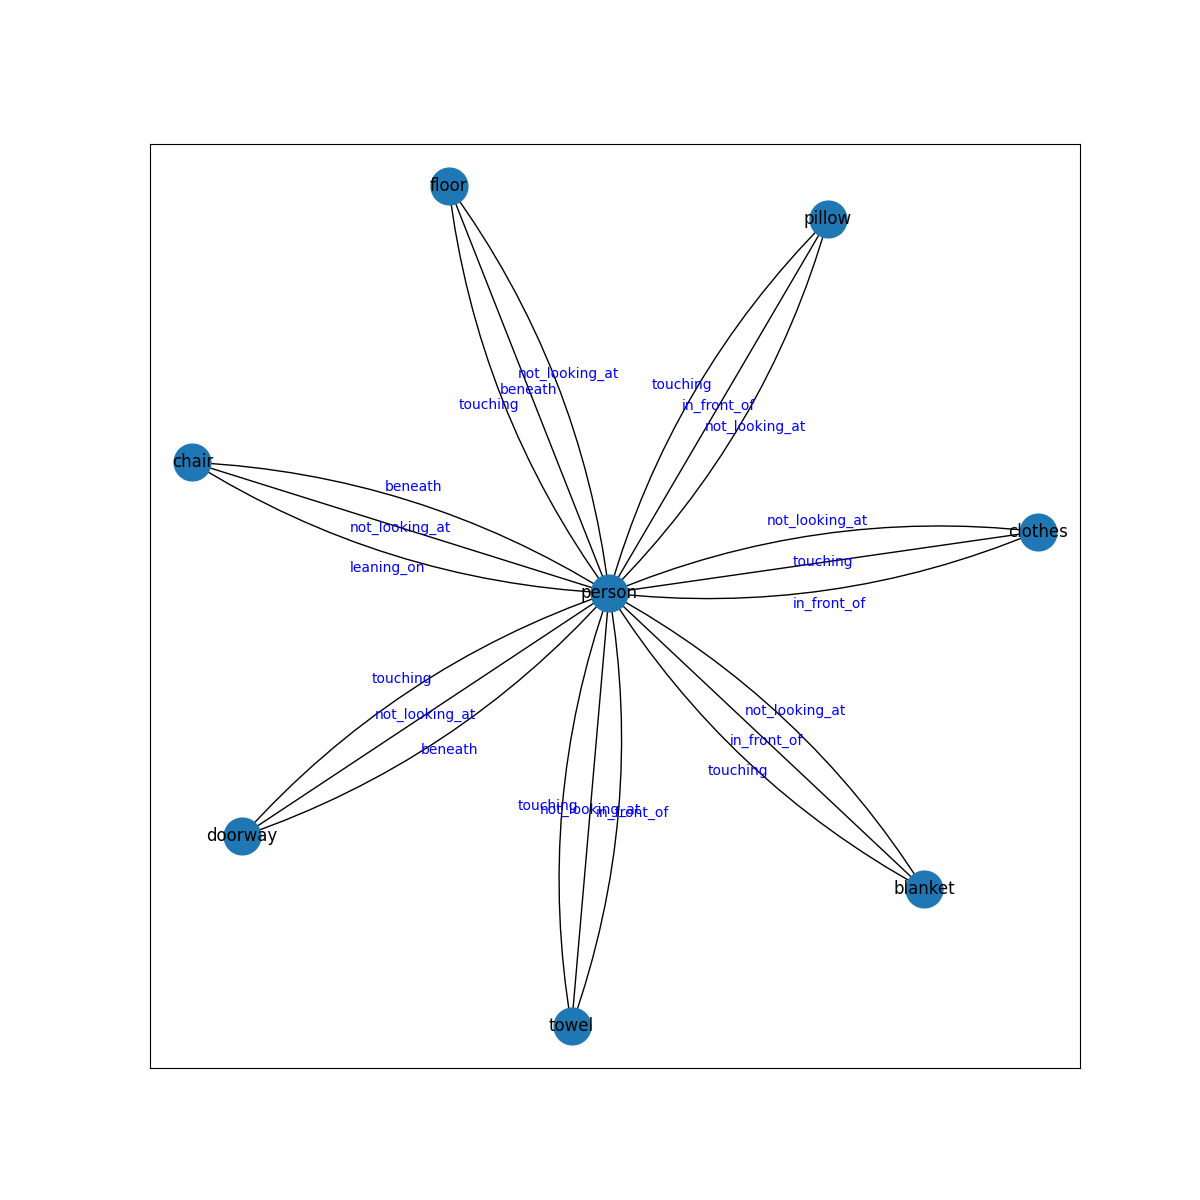 floor
pillow
not_looking_at
touching
beneath
touching
in_front_of
not_looking_at
chair
beneath
not_looking_at
clothes
not_looking_at
touching
leaning_on
person
in_front_of
touching
not_looking_at
not_looking_at
in_front_of
beneath
touching
touching
not_looking_at
in_front_of
doorway
blanket
towel